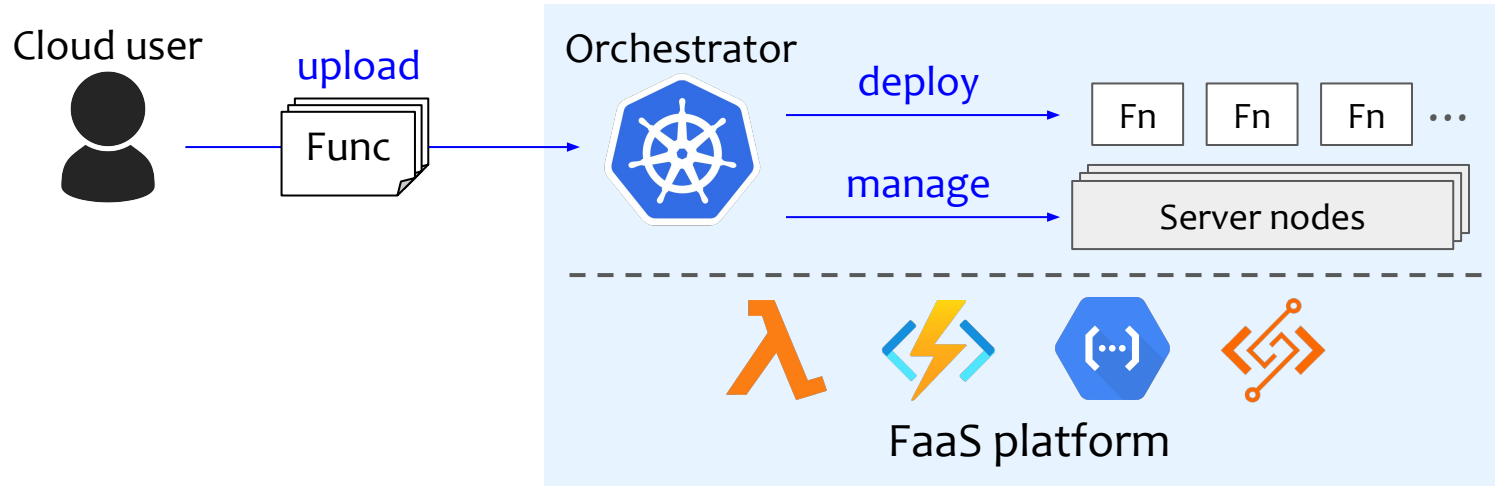 Cloud user
upload
Func
Orchestrator
deploy
manage
Fn
Fn
Fn
...
Server nodes
FaaS platform